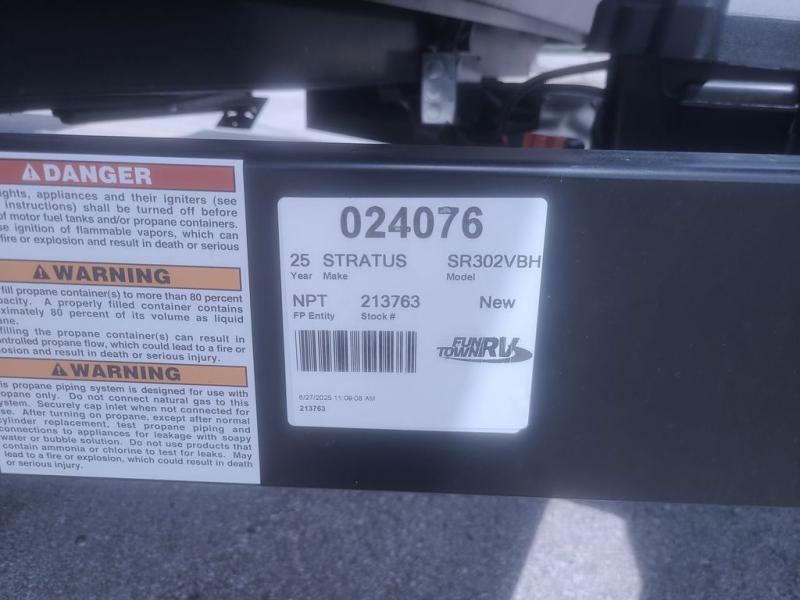 DANGER
ghts, appliances and their igniters (see
instructions) shall be turned off before
of motor fuel tanks and/or propane containers.
se ignition of flammable vapors, which can
fire or explosion and result in death or serious
WARNING
fill propane container(s) to more than 80 percent
pacity. A properly filled container contains
ximately 80 percent of its volume as liquid
ane.
filling the propane container(s) can result in
ontrolled propane flow, which could lead to a fire or
osion and result in serious injury.
WARNING
is propane piping system is designed for use with
opane only. Do not connect natural gas to this
ystem. Securely cap inlet when not connected for
se. After turning on propane, except after normal
cylinder replacement, test propane piping and
connections to appliances for leakage with soapy
water or bubble solution. Do not use products that
contain ammonia or chlorine to test for leaks. May
lead to a fire or explosion, which could result in death
or serious injury.
024076
25 STRATUS SR302VBH
Year Make Model
NPT 213763 New
FP Entity Stock #
FUN
TOWN RV
6/27/2025 11:09:08 AM
213763